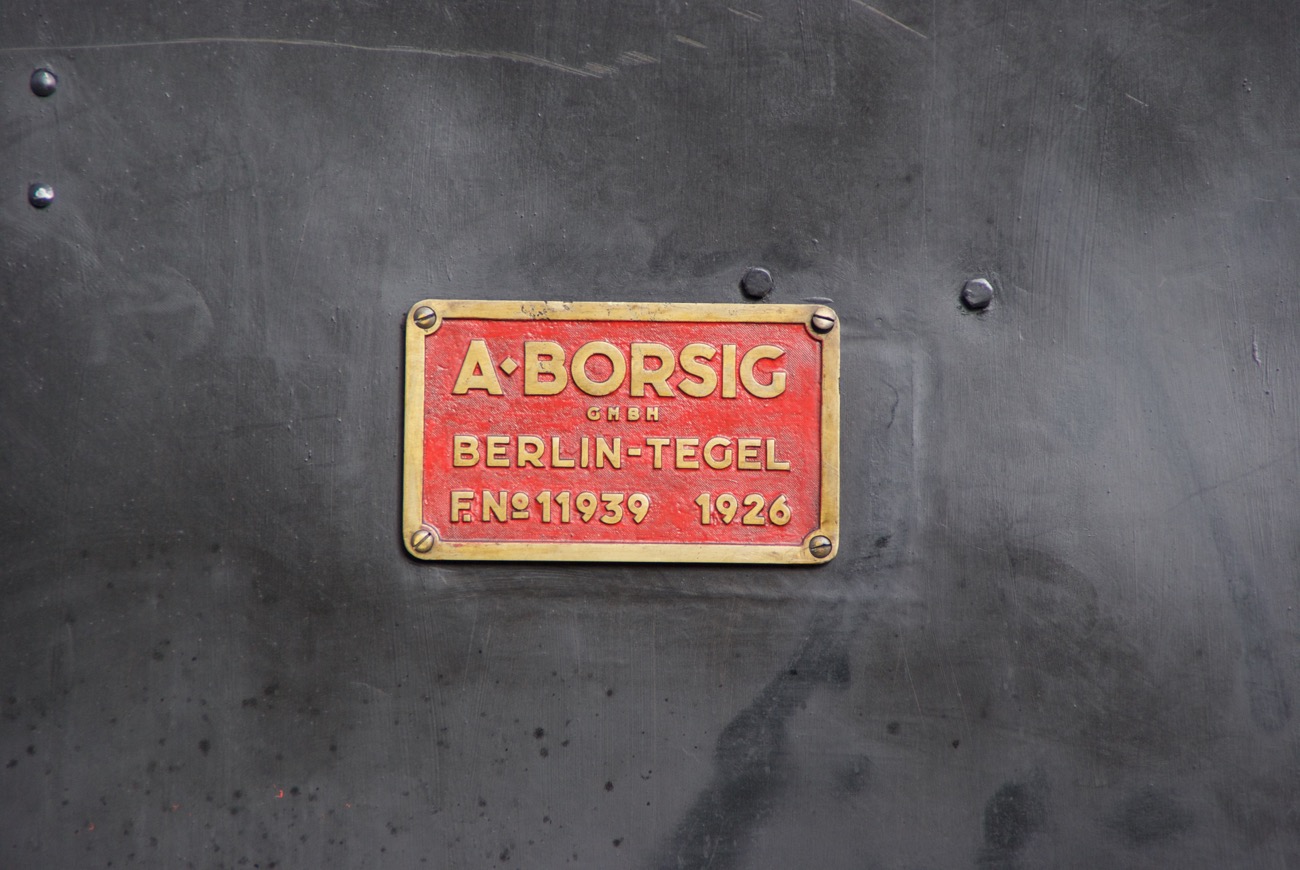 A·BORSIG
GMBH
BERLIN-TEGEL
F. Nº 11939 1926